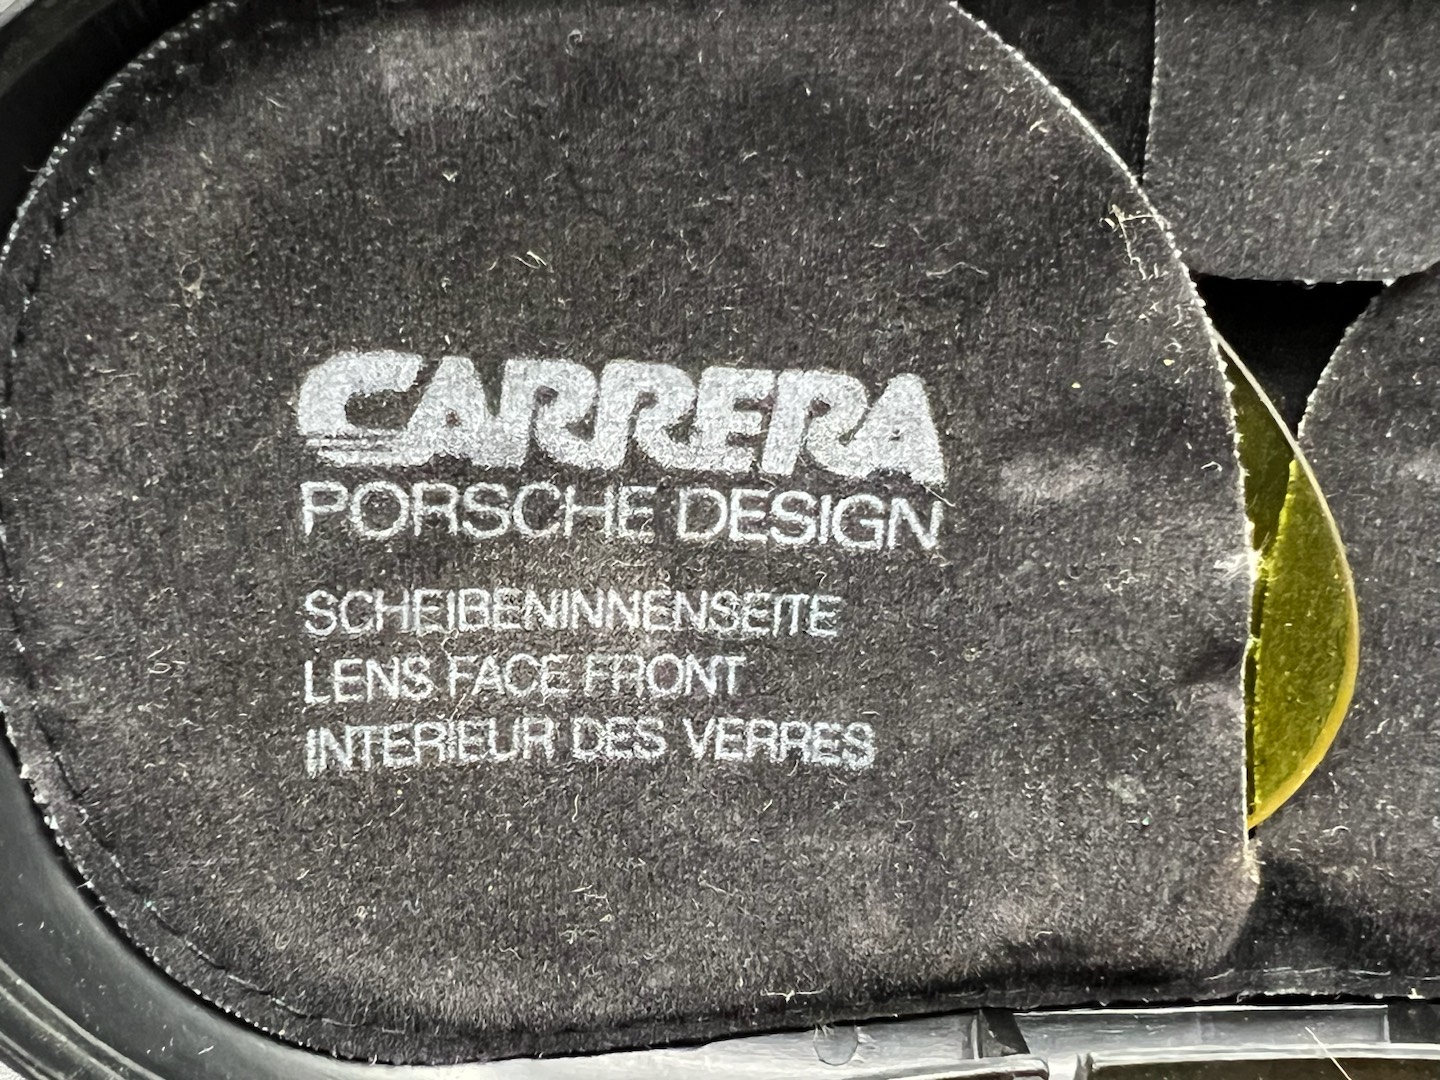 CARRERA
PORSCHE DESIGN
SCHEIBENINNENSEITE
LENS FACE FRONT
INTERIEUR DES VERRES